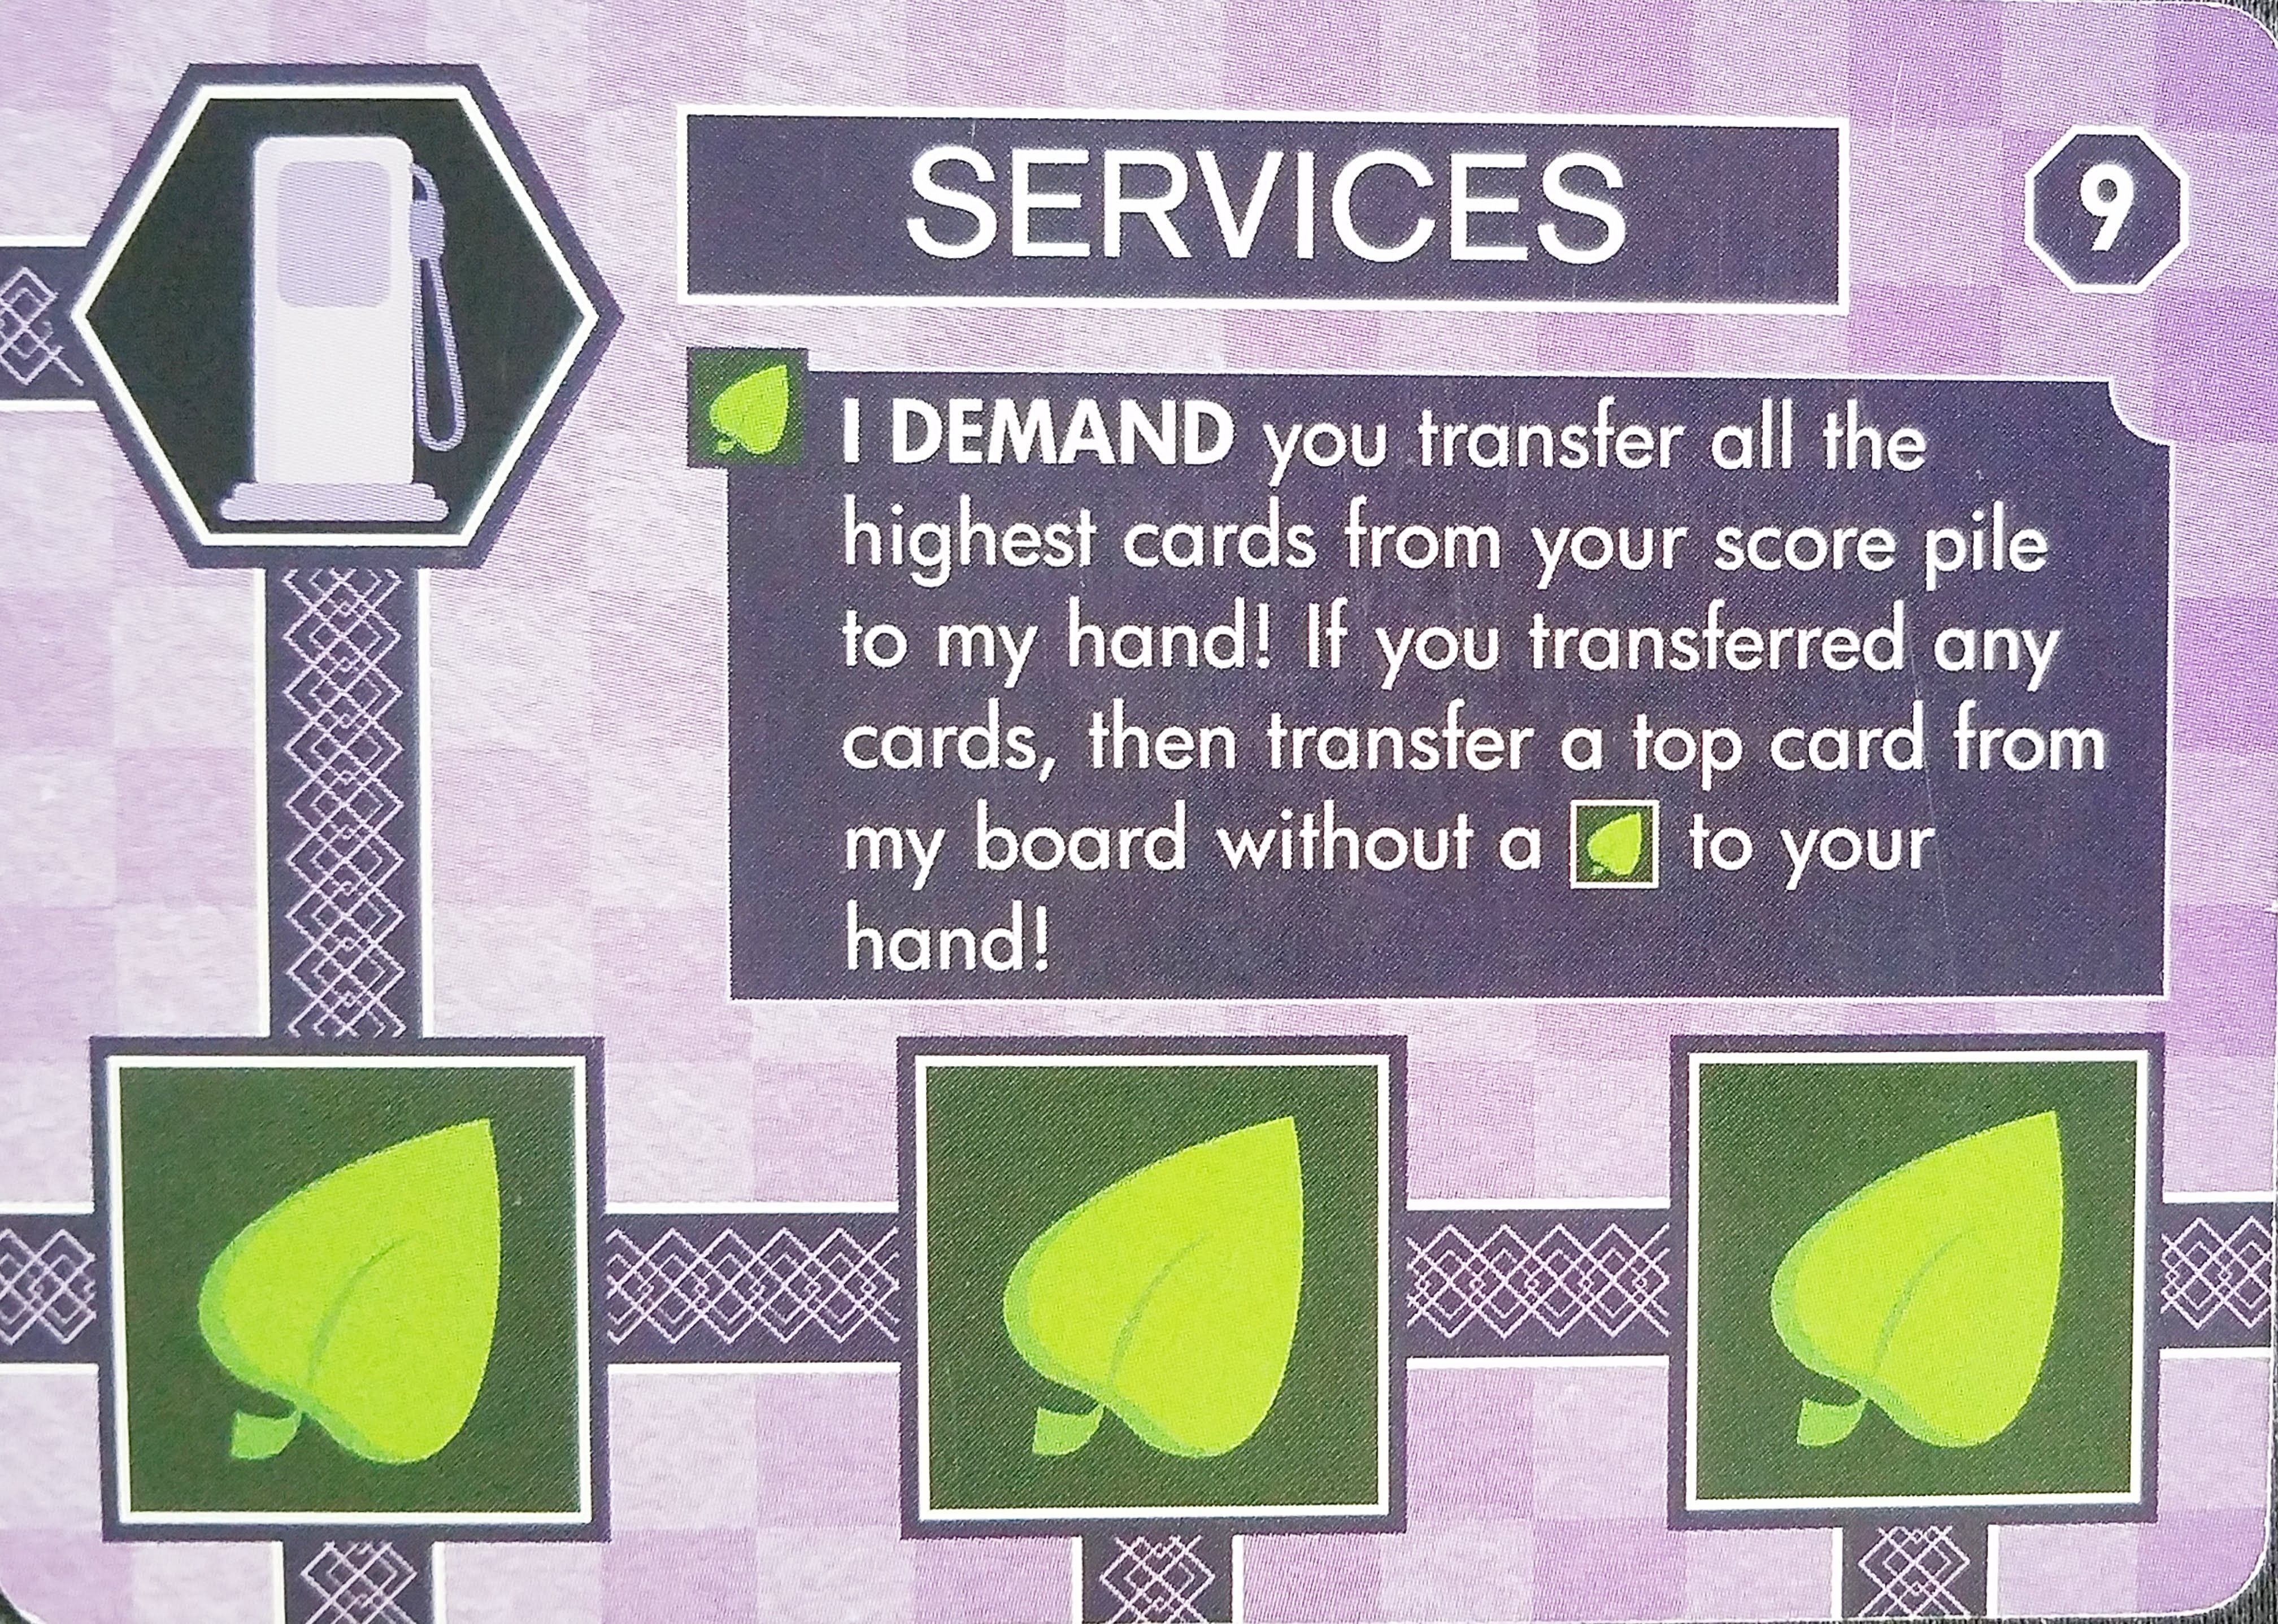 SERVICES
9
I DEMAND you transfer all the
highest cards from your score pile
to my hand! If you transferred any
cards, then transfer a top card from
my board without a to your
hand!